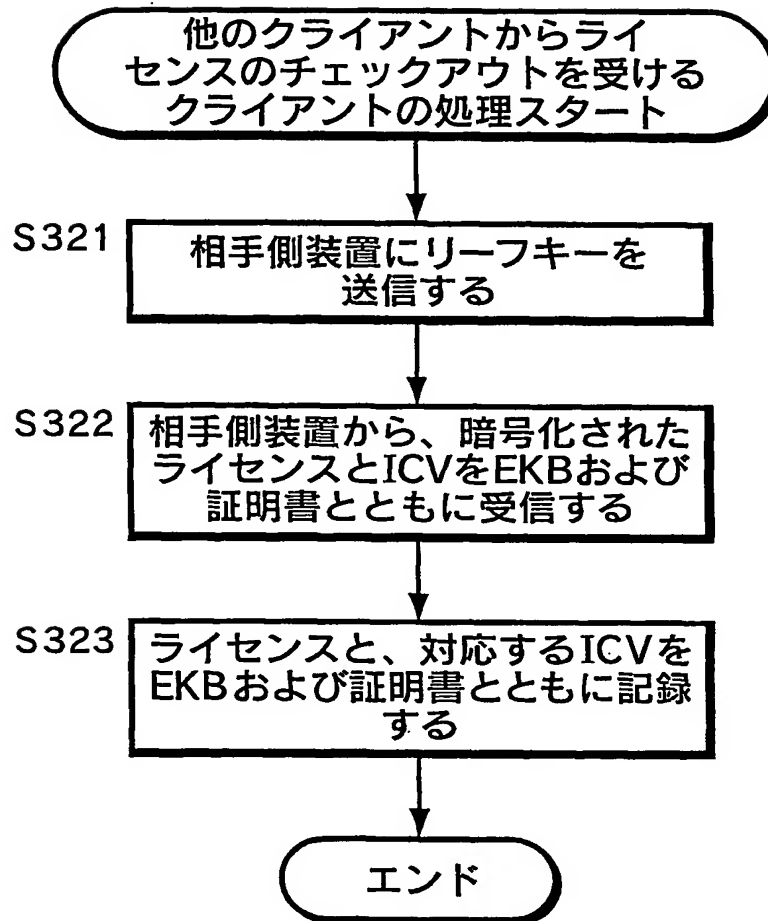 他のクライアントからライ
センスのチェックアウトを受ける
クライアントの処理スタート
S321
相手側装置にリーフキーを
送信する
S322
相手側装置から、暗号化された
ライセンスとICVをEKBおよび
証明書とともに受信する
S323
ライセンスと、対応するICVを
EKBおよび証明書とともに記録
する
エンド